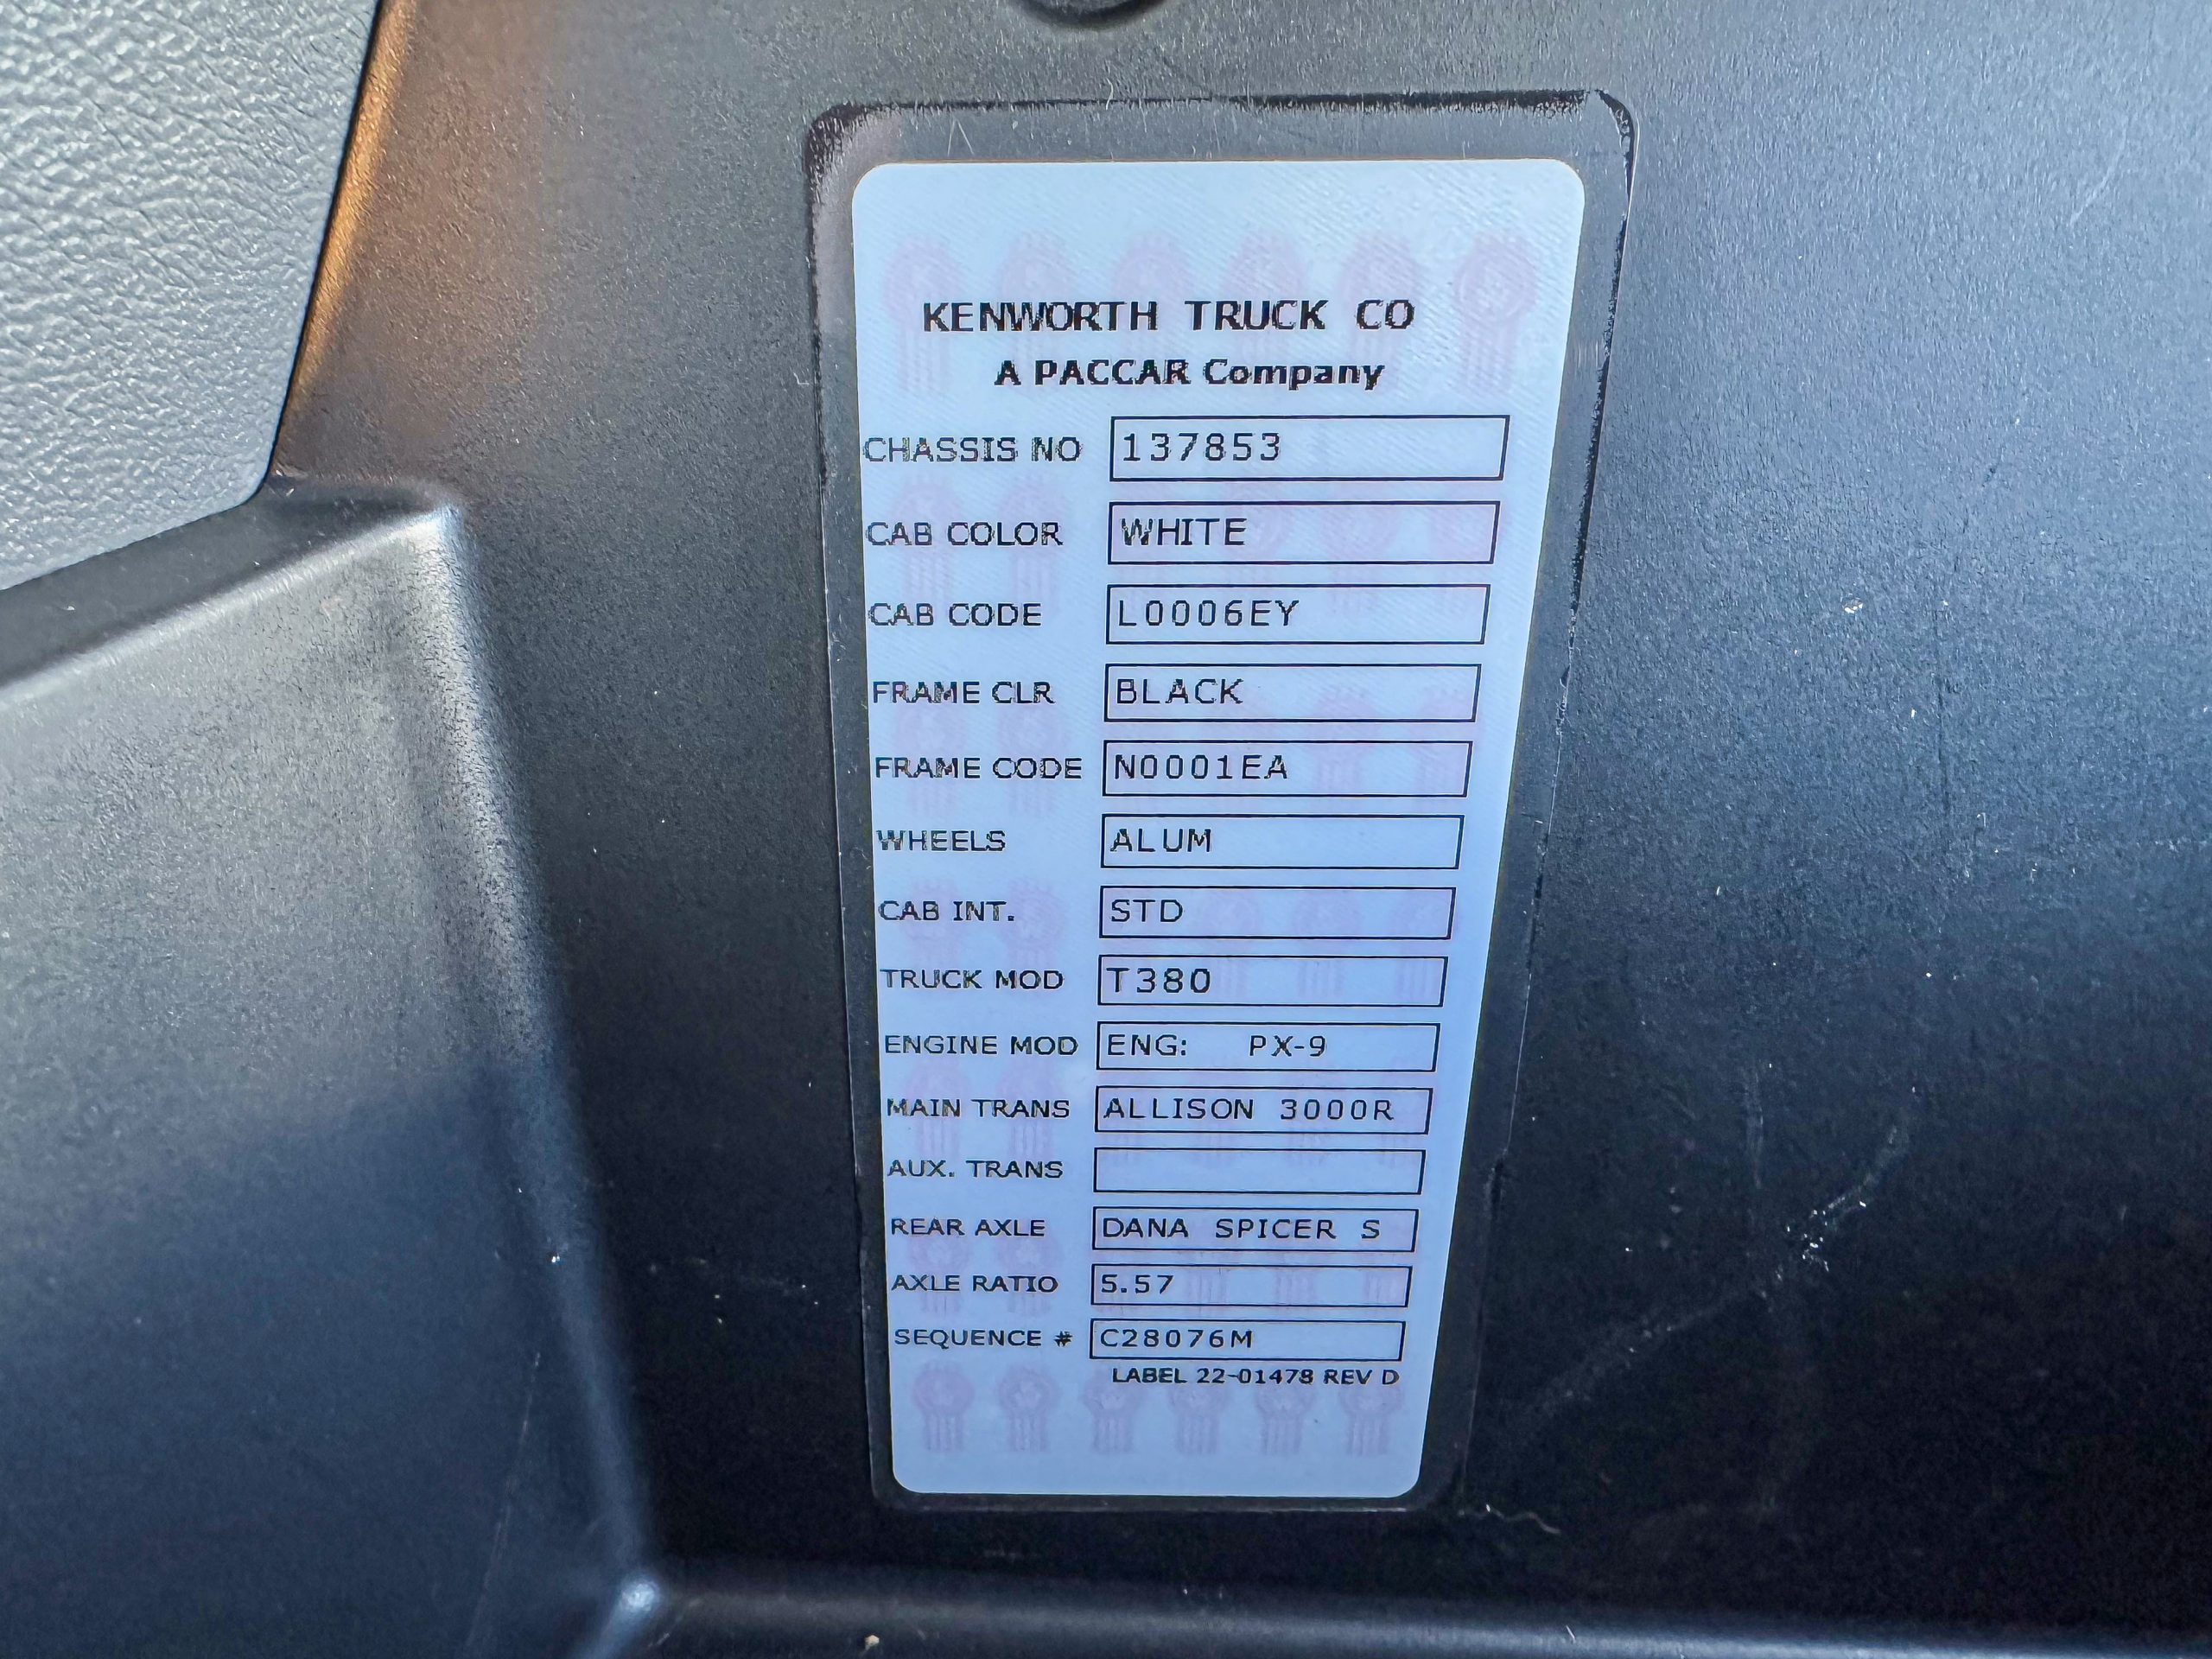 KENWORTH TRUCK CO
A PACCAR Company
CHASSIS NO 137853
CAB COLOR WHITE
CAB CODE L0006EY
FRAME CLR BLACK
FRAME CODE N0001EA
WHEELS ALUM
CAB INT. STD
TRUCK MOD T380
ENGINE MOD ENG: PX-9
MAIN TRANS ALLISON 3000R
AUX. TRANS
REAR AXLE DANA SPICER S
AXLE RATIO 5.57
SEQUENCE # C28076M
LABEL 22-01478 REV D